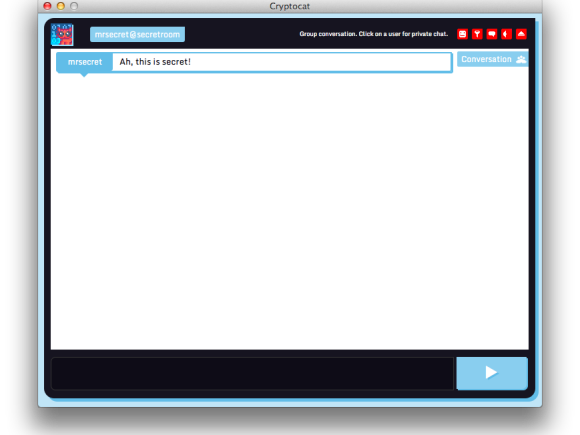 Cryptocat
mrsecret@secretroom
Group conversation. Click on a user for private chat.
mrsecret
Ah, this is secret!
Conversation